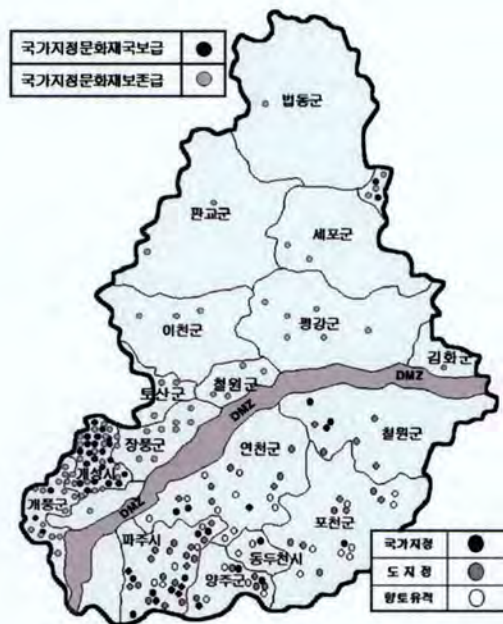 국가지정문화재국보급
국가지정문화재보존급
법동군
판교군
세포군
이천군
평강군
김화군
DMZ
토산군
철원군
DMZ
장풍군
철원군
연천군
개성시
개풍군
DMZ
포천군
파주시
동두천시
양주군
국가지정
도 지 정
향토유적